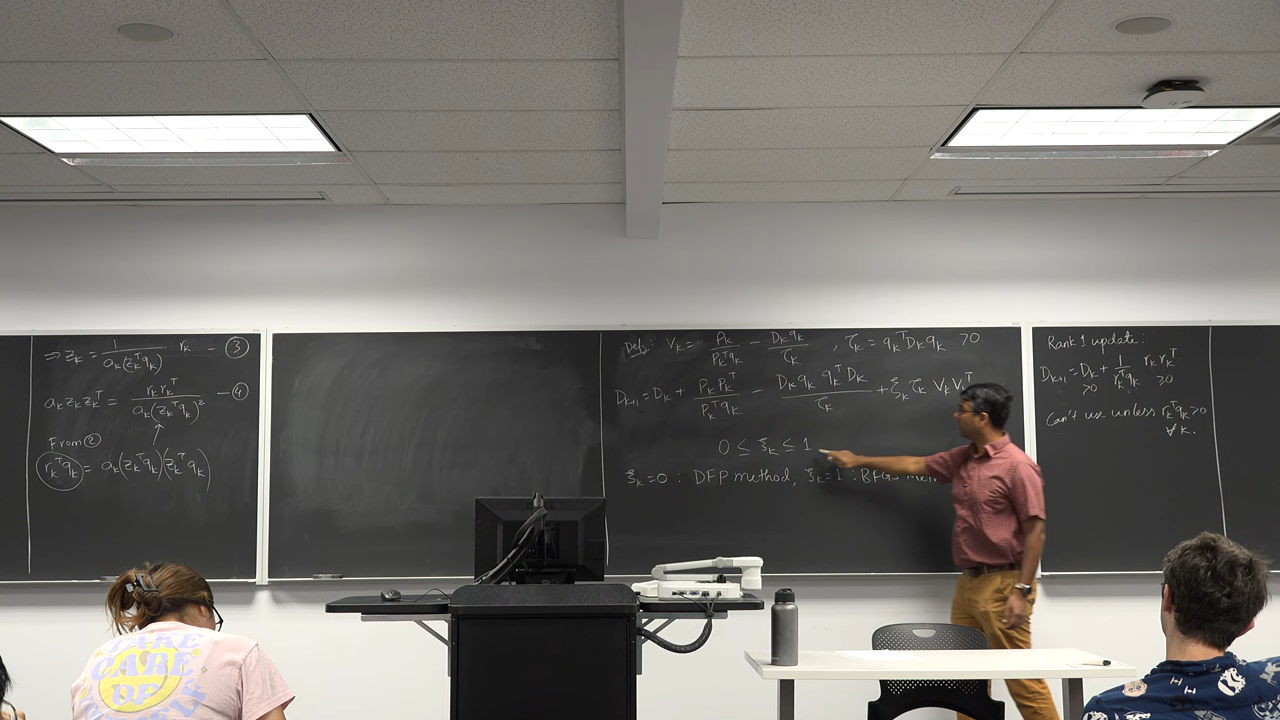 ⇒ z_k = 1/(a_k(z_k^T q_k)) r_k — ③
a_k z_k z_k^T = r_k r_k^T/(a_k(z_k^T q_k)^2) — ④
From ②
r_k^T q_k = a_k(z_k^T q_k)(z_k^T q_k)
Def: V_k = P_k/(P_k^T q_k) − D_k q_k/τ_k , τ_k = q_k^T D_k q_k > 0
D_{k+1} = D_k + P_k P_k^T/(P_k^T q_k) − D_k q_k q_k^T D_k/τ_k + ξ_k τ_k V_k V_k^T
0 ≤ ξ_k ≤ 1
ξ_k=0 : DFP method, ξ_k=1 : BFGS
Rank 1 update:
D_{k+1} = D_k + 1/(r_k^T q_k) r_k r_k^T
>0 >0
Can't use unless r_k^T q_k>0
∀ k.
TAKE
CARE
OF